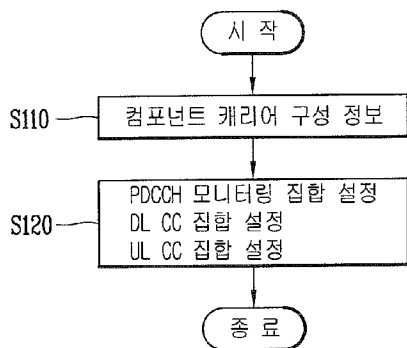 시 작
S110
컴포넌트 캐리어 구성 정보
PDCCH 모니터링 집합 설정
S120
DL CC 집합 설정
UL CC 집합 설정
종 료